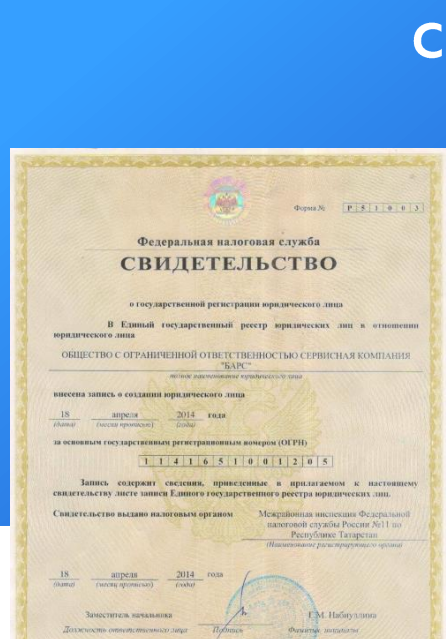 С
Форма № Р 5 1 0 0 3
Федеральная налоговая служба
СВИДЕТЕЛЬСТВО
о государственной регистрации юридического лица
В Единый государственный реестр юридических лиц в отношении
юридического лица
ОБЩЕСТВО С ОГРАНИЧЕННОЙ ОТВЕТСТВЕННОСТЬЮ СЕРВИСНАЯ КОМПАНИЯ
"БАРС"
полное наименование юридического лица
внесена запись о создании юридического лица
18 апреля 2014 года
(дата) (месяц прописью) (год)
за основным государственным регистрационным номером (ОГРН)
1 1 4 1 6 5 1 0 0 1 2 0 5
Запись содержит сведения, приведенные в прилагаемом к настоящему
свидетельству листе записи Единого государственного реестра юридических лиц.
Свидетельство выдано налоговым органом Межрайонная инспекция Федеральной
налоговой службы России №11 по
Республике Татарстан
(Наименование регистрирующего органа)
18 апреля 2014 года
(дата) (месяц прописью) (год)
Заместитель начальника Г.М. Набиуллина
Должность ответственного лица Подпись Фамилия, инициалы